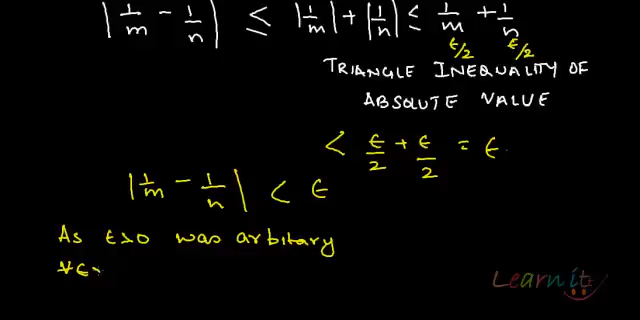 |1/m - 1/n| ≤ |1/m| + |1/n| ≤ 1/m + 1/n
ϵ/2 ϵ/2
TRIANGLE INEQUALITY OF
ABSOLUTE VALUE
< ϵ/2 + ϵ/2 = ϵ.
|1/m - 1/n| < ϵ
As ϵ>0 was arbitary
∀ϵ>
Learnit